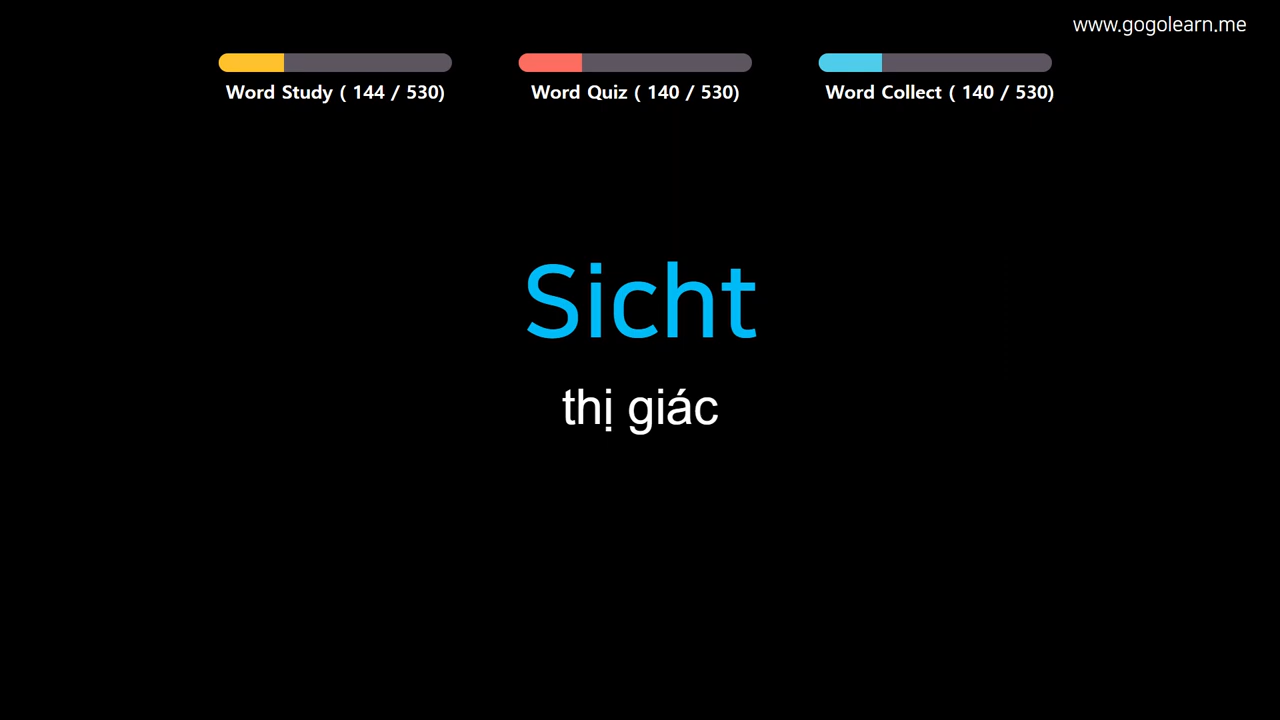 www.gogolearn.me
Word Study ( 144 / 530)
Word Quiz ( 140 / 530)
Word Collect ( 140 / 530)
Sicht
thị giác